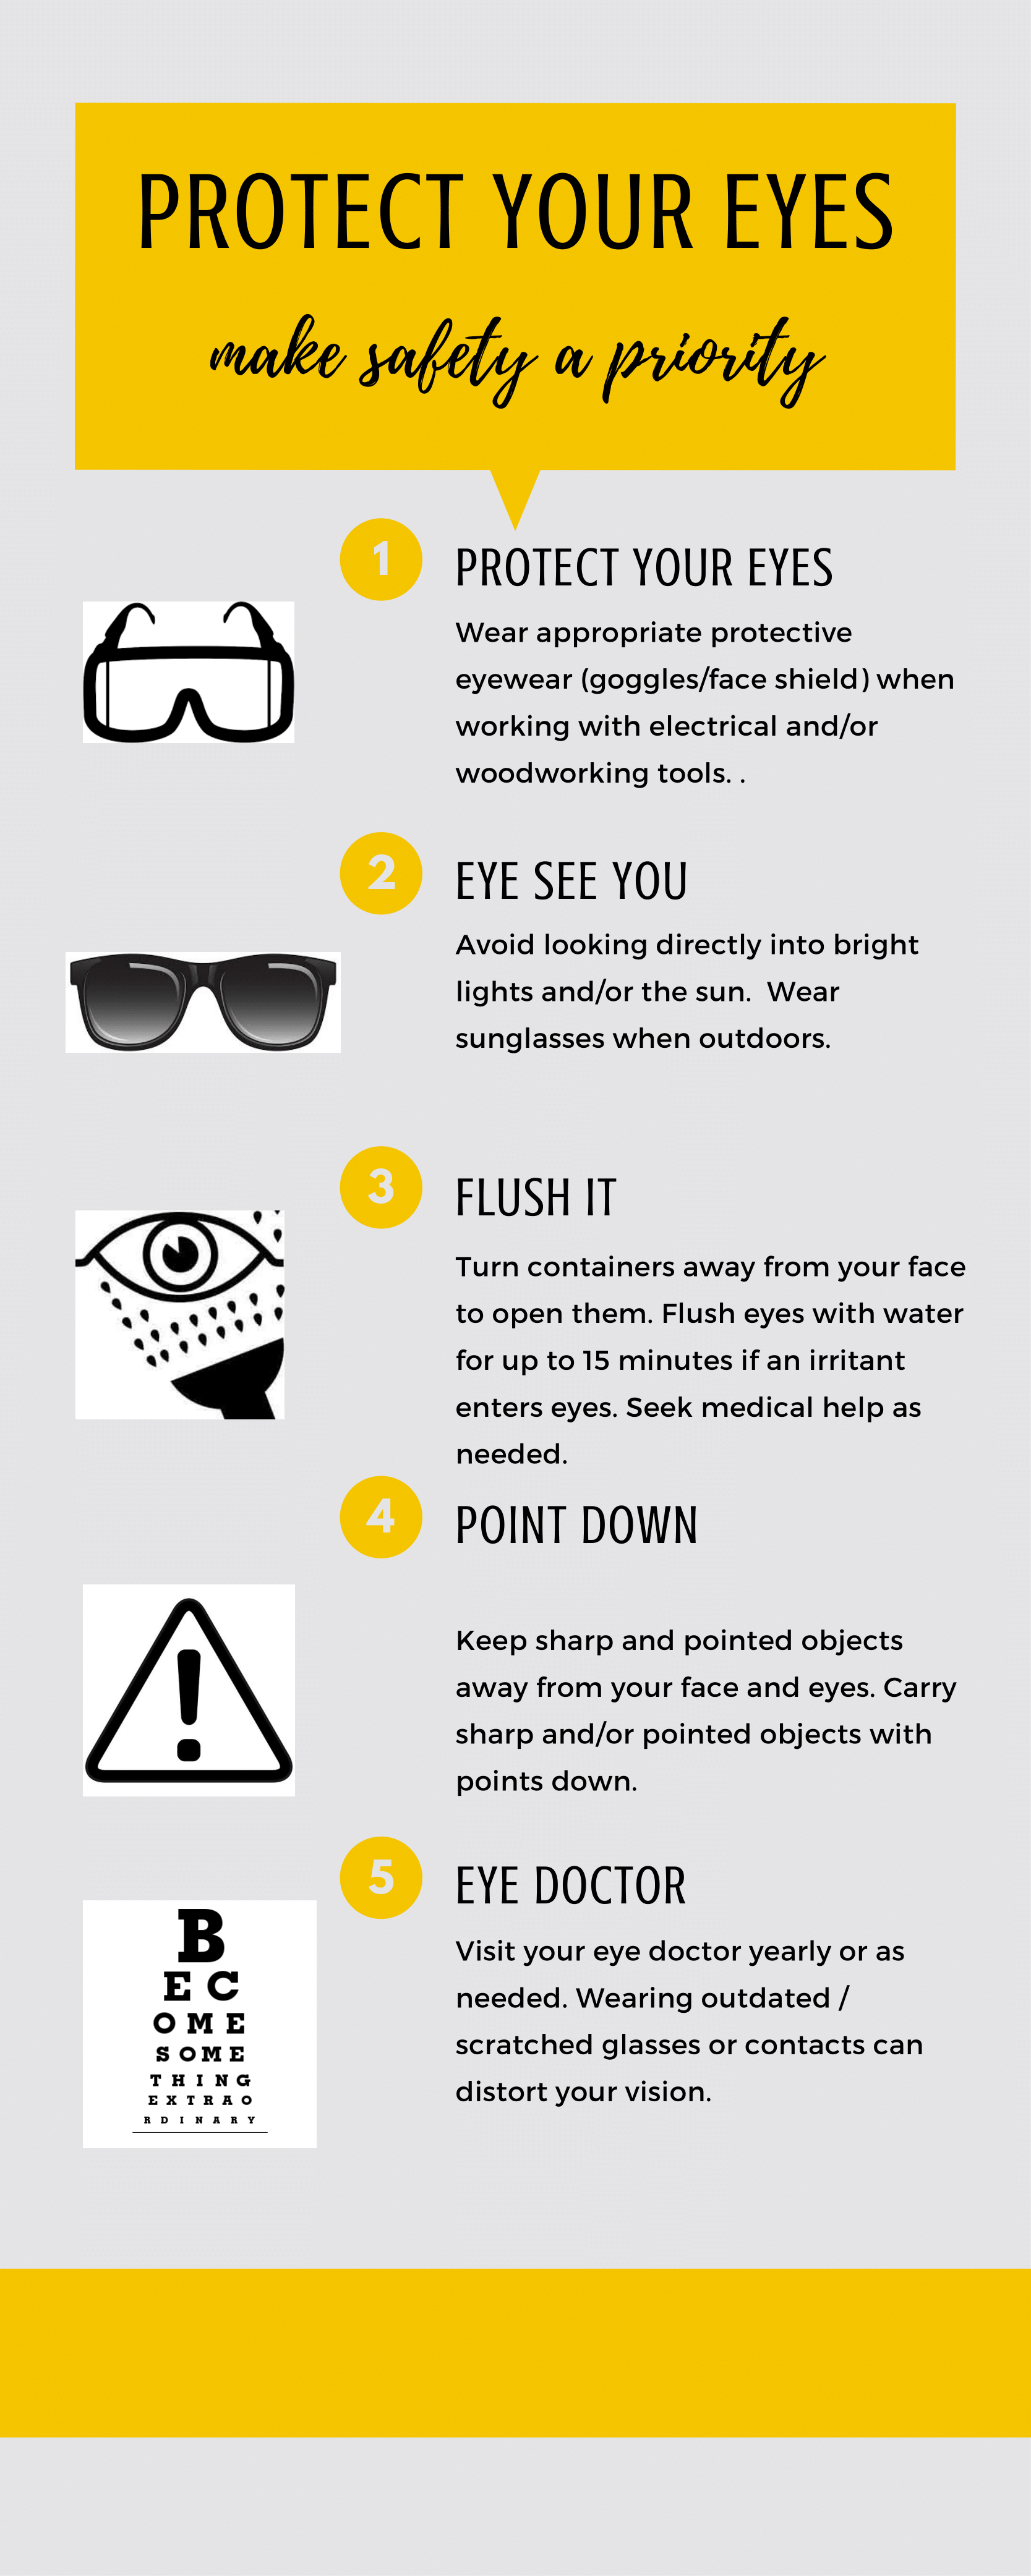 PROTECT YOUR EYES
make safety a priority
1
PROTECT YOUR EYES
Wear appropriate protective
eyewear (goggles/face shield) when
working with electrical and/or
woodworking tools. .
2
EYE SEE YOU
Avoid looking directly into bright
lights and/or the sun.  Wear
sunglasses when outdoors.
3
FLUSH IT
Turn containers away from your face
to open them. Flush eyes with water
for up to 15 minutes if an irritant
enters eyes. Seek medical help as
needed.
4
POINT DOWN
Keep sharp and pointed objects
away from your face and eyes. Carry
sharp and/or pointed objects with
points down.
5
EYE DOCTOR
Visit your eye doctor yearly or as
needed. Wearing outdated /
scratched glasses or contacts can
distort your vision.
B
E C
O M E
S O M E
T H I N G
E X T R A O
R D I N A R Y